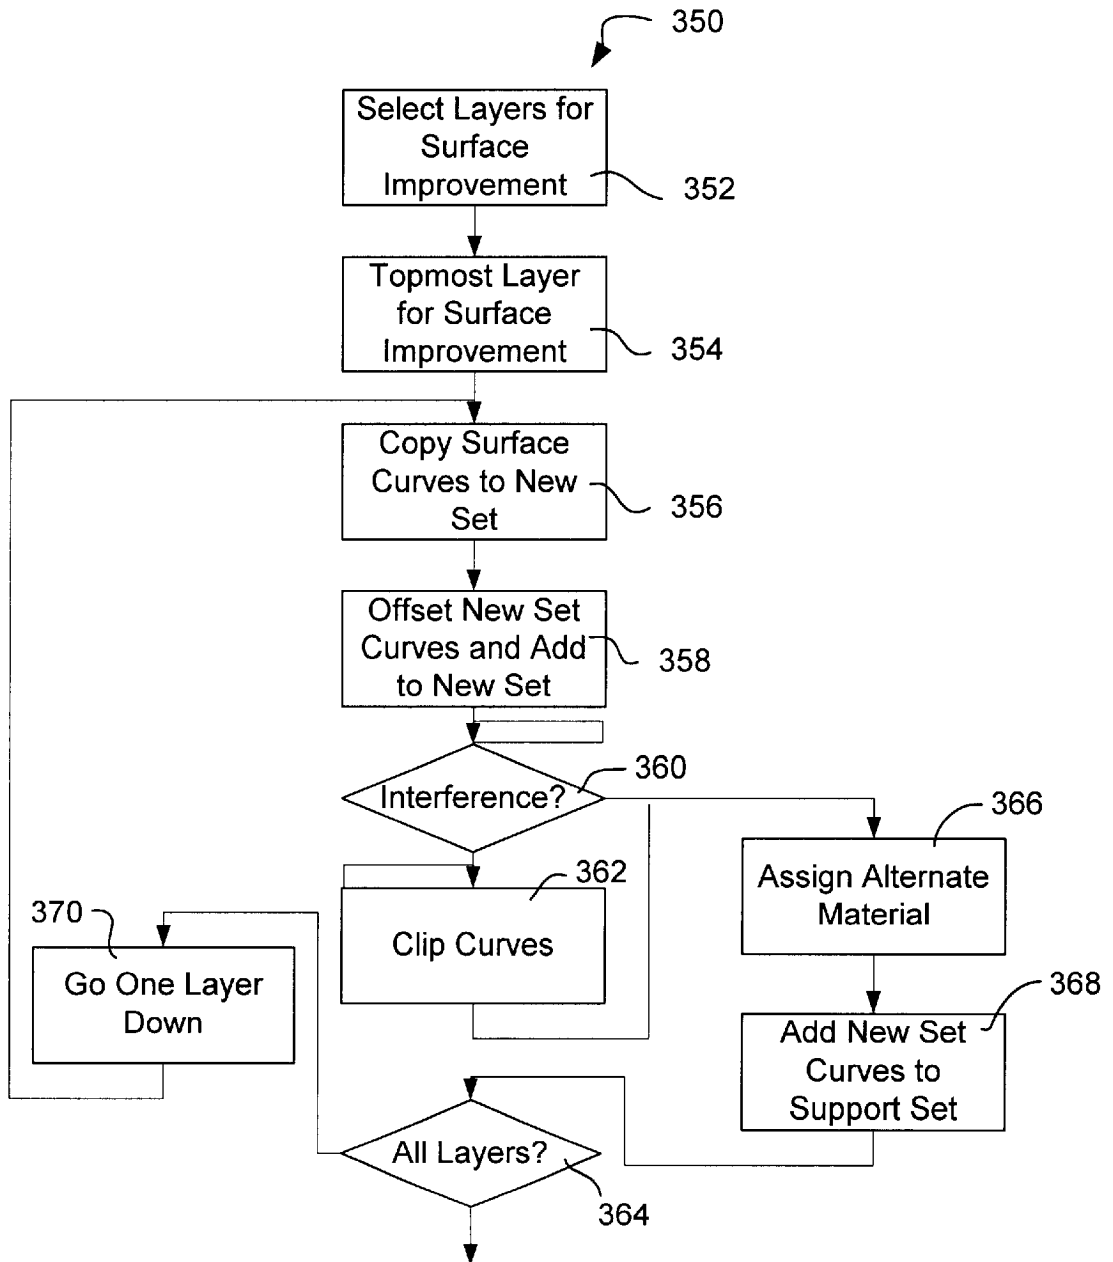 350
Select Layers for
Surface
Improvement
352
Topmost Layer
for Surface
Improvement
354
Copy Surface
Curves to New
Set
356
Offset New Set
Curves and Add
to New Set
358
Interference?
360
366
Assign Alternate
Material
362
Clip Curves
370
Go One Layer
Down
368
Add New Set
Curves to
Support Set
All Layers?
364